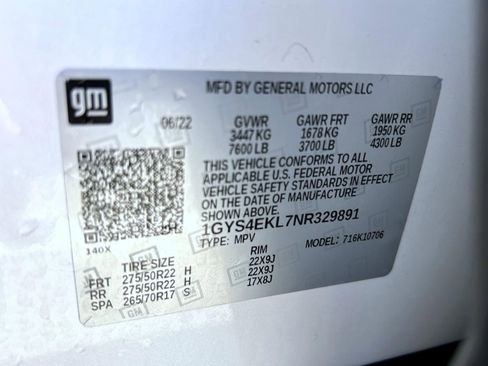 gm
MFD BY GENERAL MOTORS LLC
06/22 GVWR GAWR FRT GAWR RR
3447 KG 1678 KG 1950 KG
7600 LB 3700 LB 4300 LB
THIS VEHICLE CONFORMS TO ALL
APPLICABLE U.S. FEDERAL MOTOR
VEHICLE SAFETY STANDARDS IN EFFECT
ON THE DATE OF MANUFACTURE
SHOWN ABOVE.
1GYS4EKL7NR329891
140X TYPE: MPV MODEL: 716K10706
TIRE SIZE RIM
FRT 275/50R22 H 22X9J
RR 275/50R22 H 22X9J
SPA 265/70R17 S 17X8J